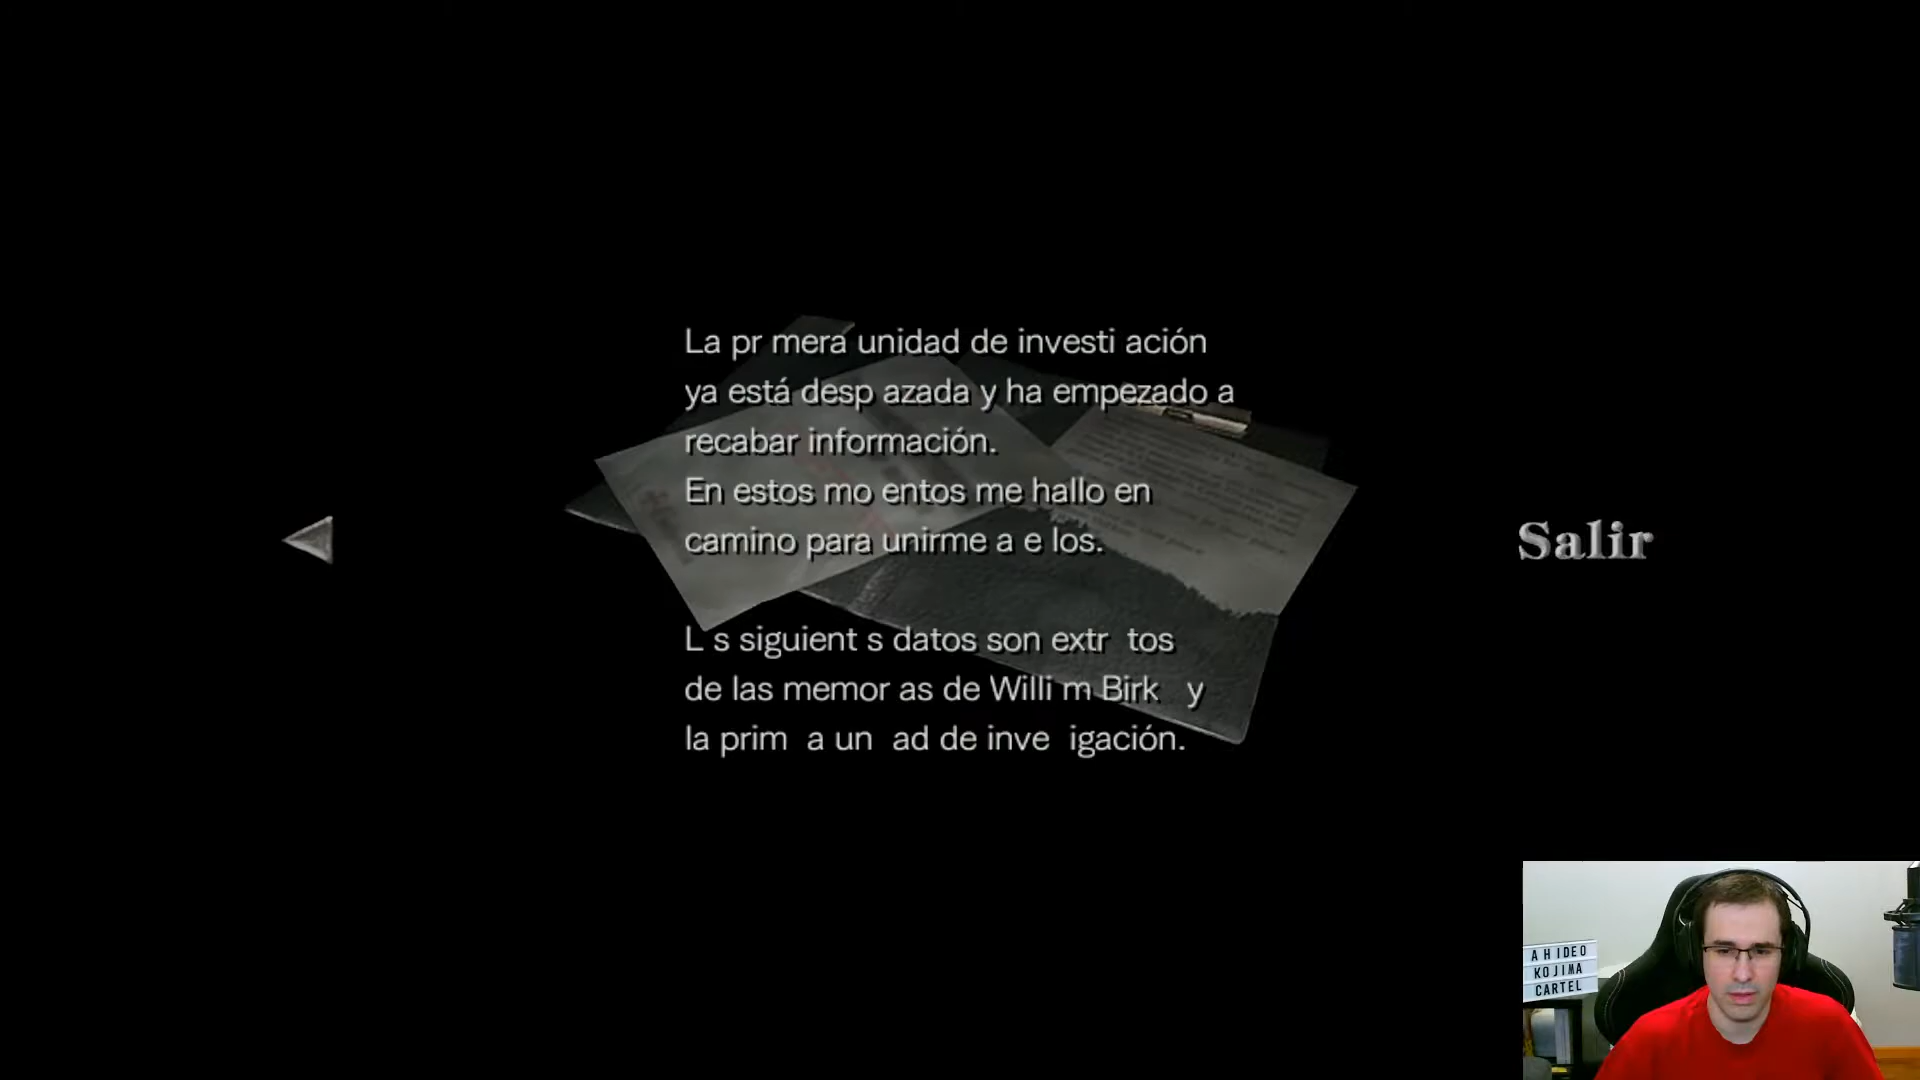 La pr mera unidad de investi ación
ya está desp azada y ha empezado a
recabar información.
En estos mo entos me hallo en
camino para unirme a e los.
L s siguient s datos son extr  tos
de las memor as de Willi m Birk   y
la prim  a un  ad de inve  igación.
Salir
A HIDEO
KOJIMA
CARTEL